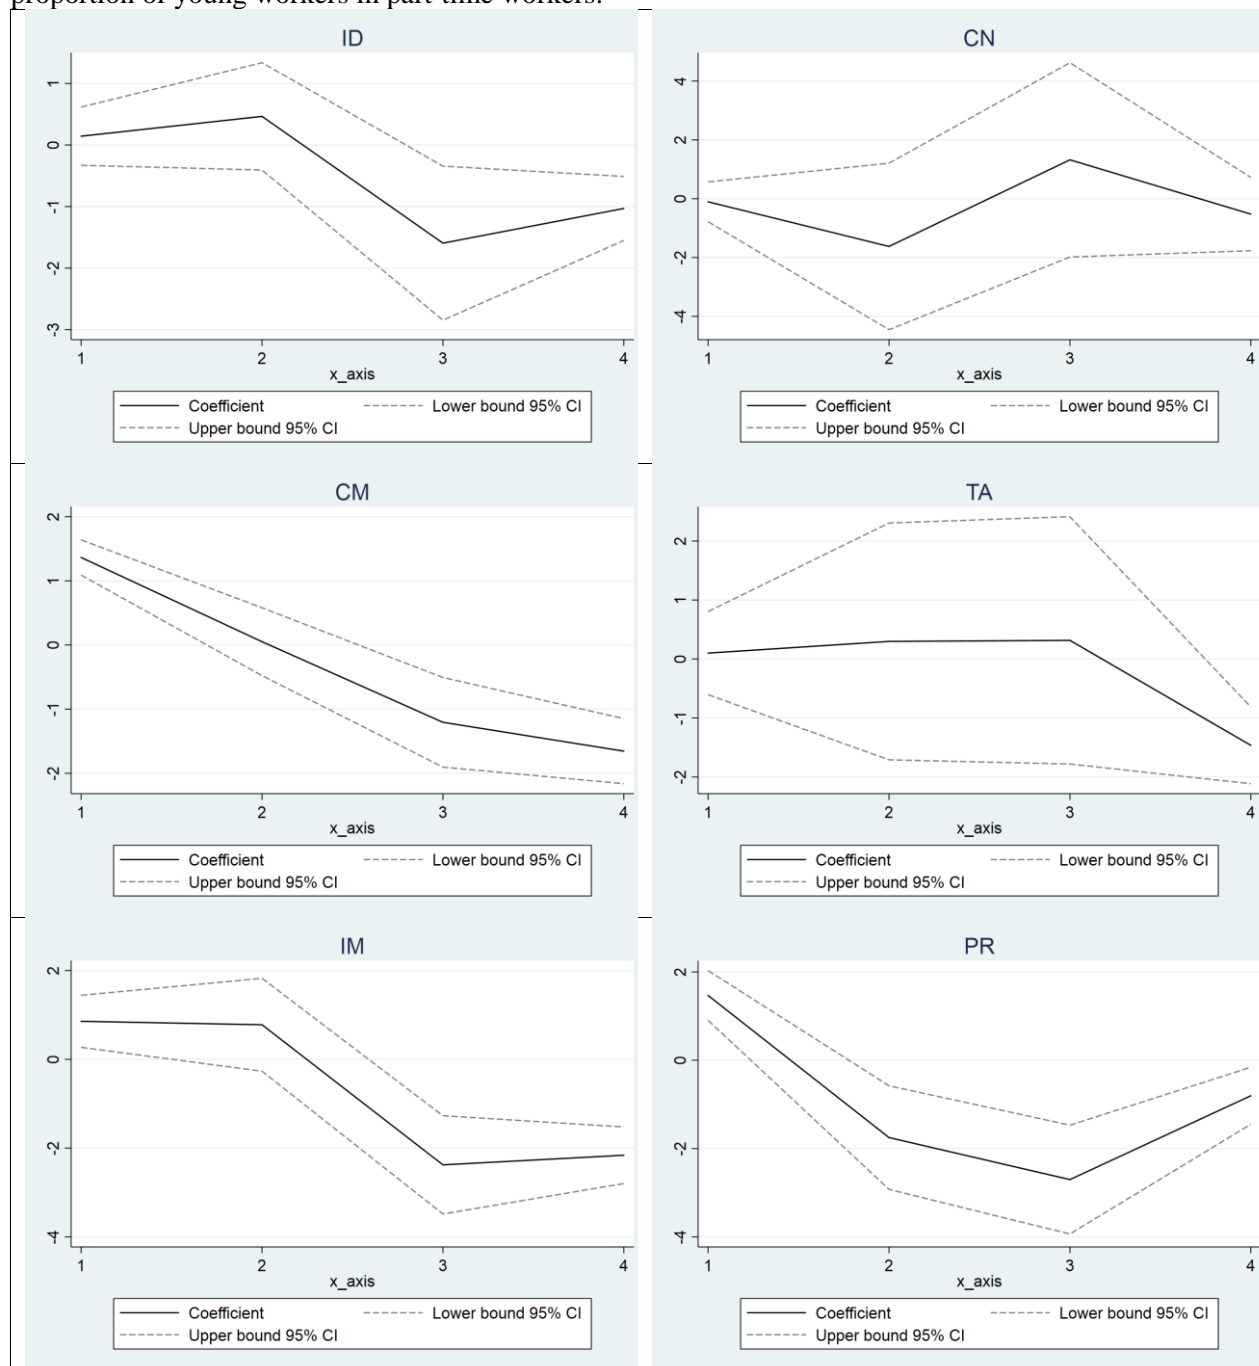 proportion of young workers in part-time workers.
ID
1
0
-1
-2
-3
1 2 3 4
x_axis
Coefficient Lower bound 95% CI
Upper bound 95% CI
CN
4
2
0
-2
-4
1 2 3 4
x_axis
Coefficient Lower bound 95% CI
Upper bound 95% CI
CM
2
1
0
-1
-2
1 2 3 4
x_axis
Coefficient Lower bound 95% CI
Upper bound 95% CI
TA
2
1
0
-1
-2
1 2 3 4
x_axis
Coefficient Lower bound 95% CI
Upper bound 95% CI
IM
2
0
-2
-4
1 2 3 4
x_axis
Coefficient Lower bound 95% CI
Upper bound 95% CI
PR
2
0
-2
-4
1 2 3 4
x_axis
Coefficient Lower bound 95% CI
Upper bound 95% CI